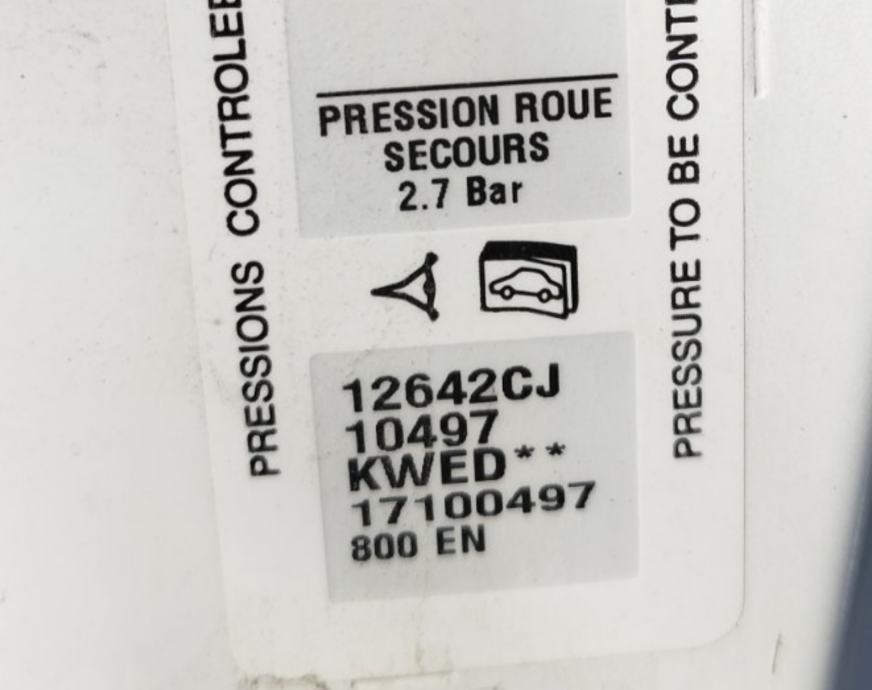 PRESSIONS CONTROLEE
PRESSION ROUE
SECOURS
2.7 Bar
12642CJ
10497
KWED**
17100497
800 EN
PRESSURE TO BE CONT